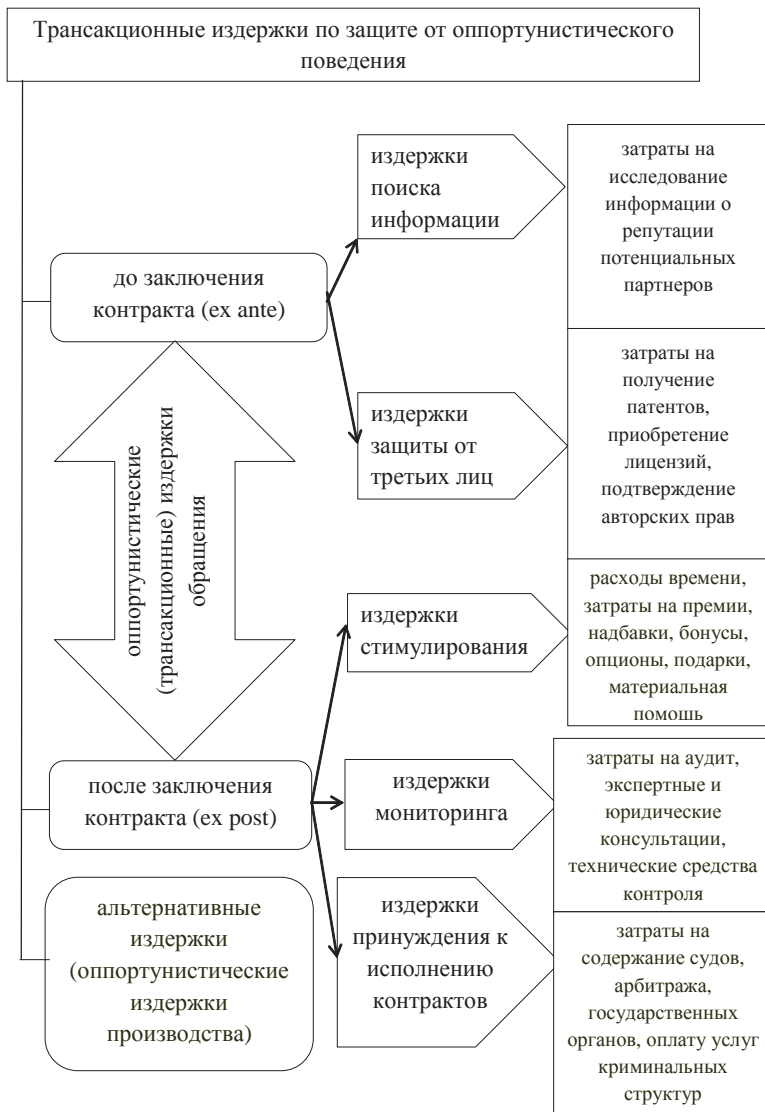 Трансакционные издержки по защите от оппортунистического
поведения
до заключения
контракта (ex ante)
издержки
поиска
информации
затраты на
исследование
информации о
репутации
потенциальных
партнеров
издержки
защиты от
третьих лиц
затраты на
получение
патентов,
приобретение
лицензий,
подтверждение
авторских прав
оппортунистические
(трансакционные) издержки
обращения
после заключения
контракта (ex post)
издержки
стимулирования
расходы времени,
затраты на премии,
надбавки, бонусы,
опционы, подарки,
материальная
помошь
издержки
мониторинга
затраты на аудит,
экспертные и
юридические
консультации,
технические средства
контроля
издержки
принуждения к
исполнению
контрактов
затраты на
содержание судов,
арбитража,
государственных
органов, оплату услуг
криминальных
структур
альтернативные
издержки
(оппортунистические
издержки
производства)